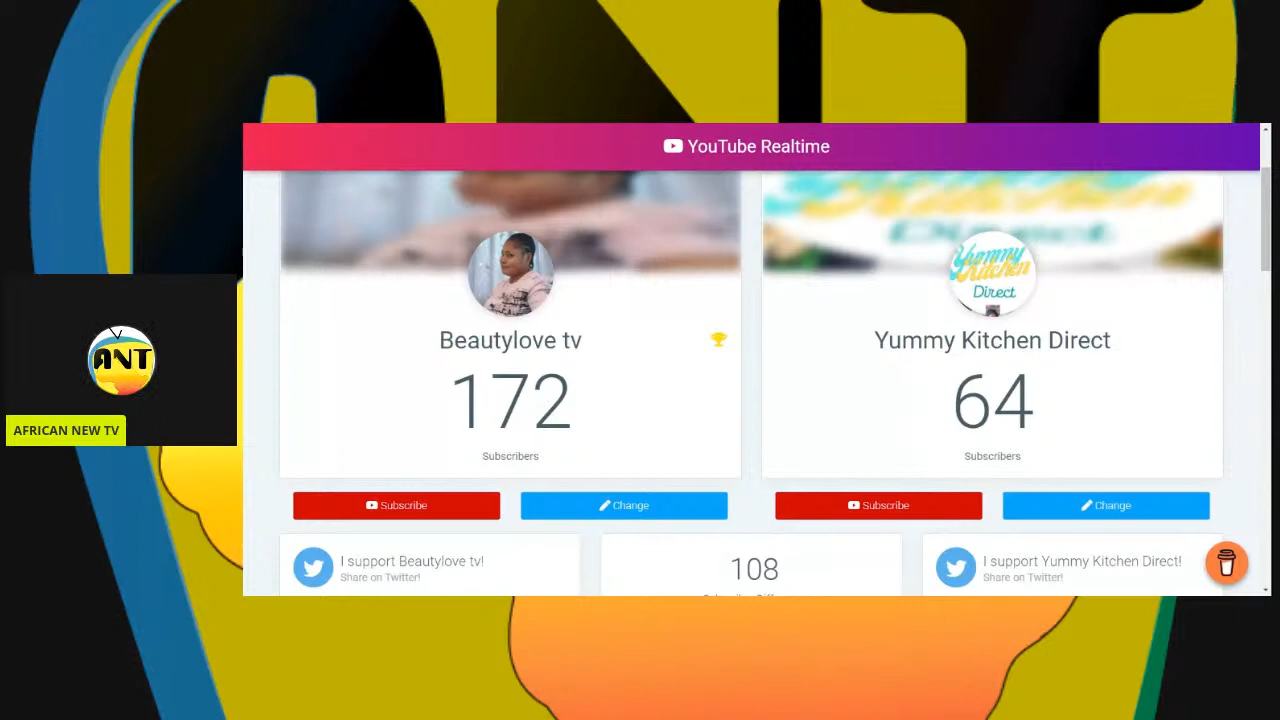 ANT
YouTube Realtime
Yummy
Kitchen
Direct
Beautylove tv
Yummy Kitchen Direct
172
64
Subscribers
Subscribers
Subscribe
Change
Subscribe
Change
I support Beautylove tv!
Share on Twitter!
108
I support Yummy Kitchen Direct!
Share on Twitter!
ANT
AFRICAN NEW TV